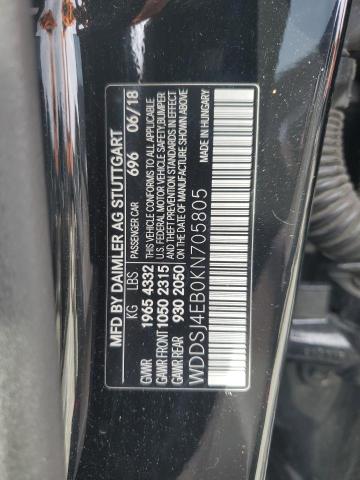 MFD BY DAIMLER AG STUTTGART
PASSENGER CAR 696 06/18
KG LBS
GVWR 1965 4332
GAWR FRONT 1050 2315
GAWR REAR 930 2050
THIS VEHICLE CONFORMS TO ALL APPLICABLE
U.S. FEDERAL MOTOR VEHICLE SAFETY, BUMPER
AND THEFT PREVENTION STANDARDS IN EFFECT
ON THE DATE OF MANUFACTURE SHOWN ABOVE.
WDDSJ4EB0KN705805
MADE IN HUNGARY